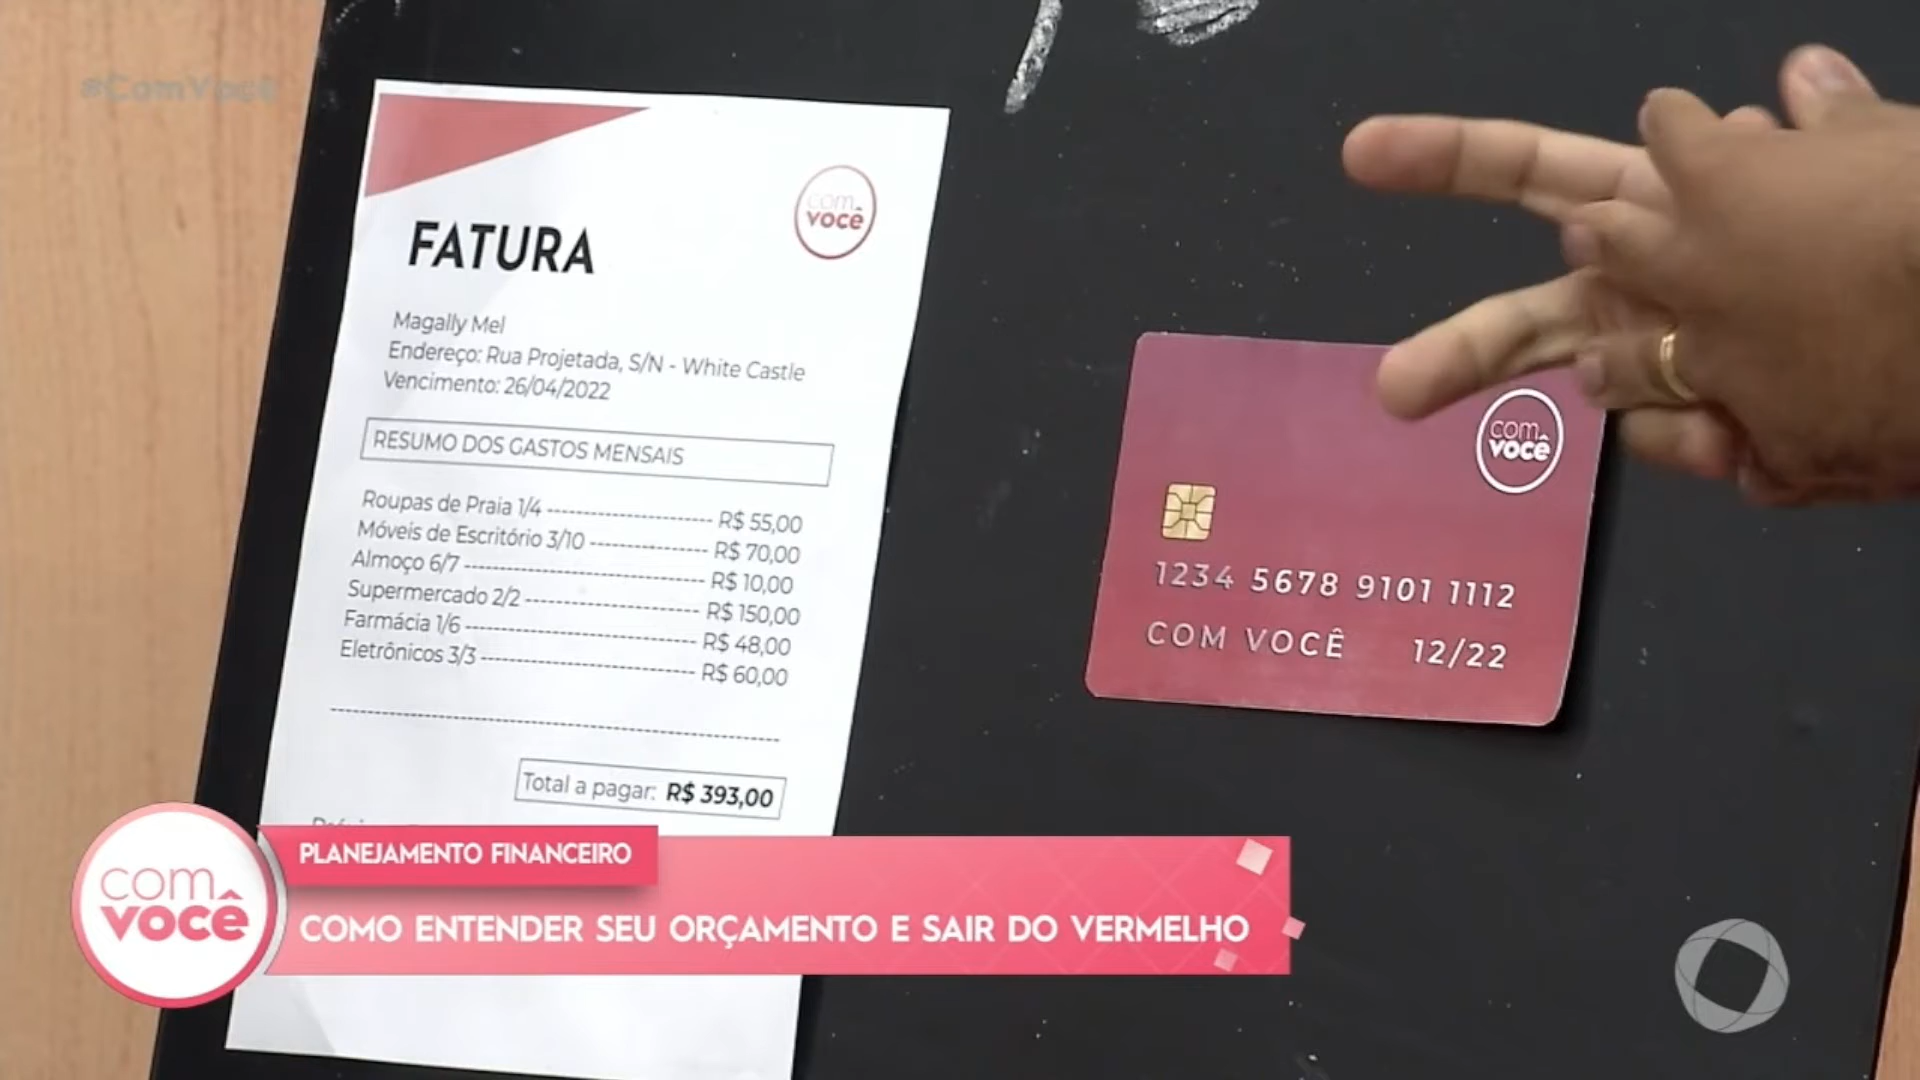 #ComVocê
FATURA
com
você
Magally Mel
Endereço: Rua Projetada, S/N - White Castle
Vencimento: 26/04/2022
RESUMO DOS GASTOS MENSAIS
Roupas de Praia 1/4 ---------------------- R$ 55,00
Móveis de Escritório 3/10 ---------------- R$ 70,00
Almoço 6/7 -------------------------------- R$ 10,00
Supermercado 2/2 ----------------------- R$ 150,00
Farmácia 1/6 ------------------------------- R$ 48,00
Eletrônicos 3/3 ----------------------------- R$ 60,00
Total a pagar: R$ 393,00
com
você
1234 5678 9101 1112
COM VOCÊ 12/22
com
você
PLANEJAMENTO FINANCEIRO
COMO ENTENDER SEU ORÇAMENTO E SAIR DO VERMELHO